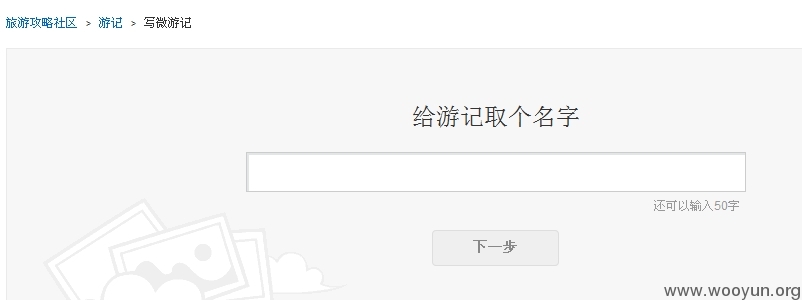 旅游攻略社区 > 游记 > 写微游记
给游记取个名字
还可以输入50字
下一步
www.wooyun.org